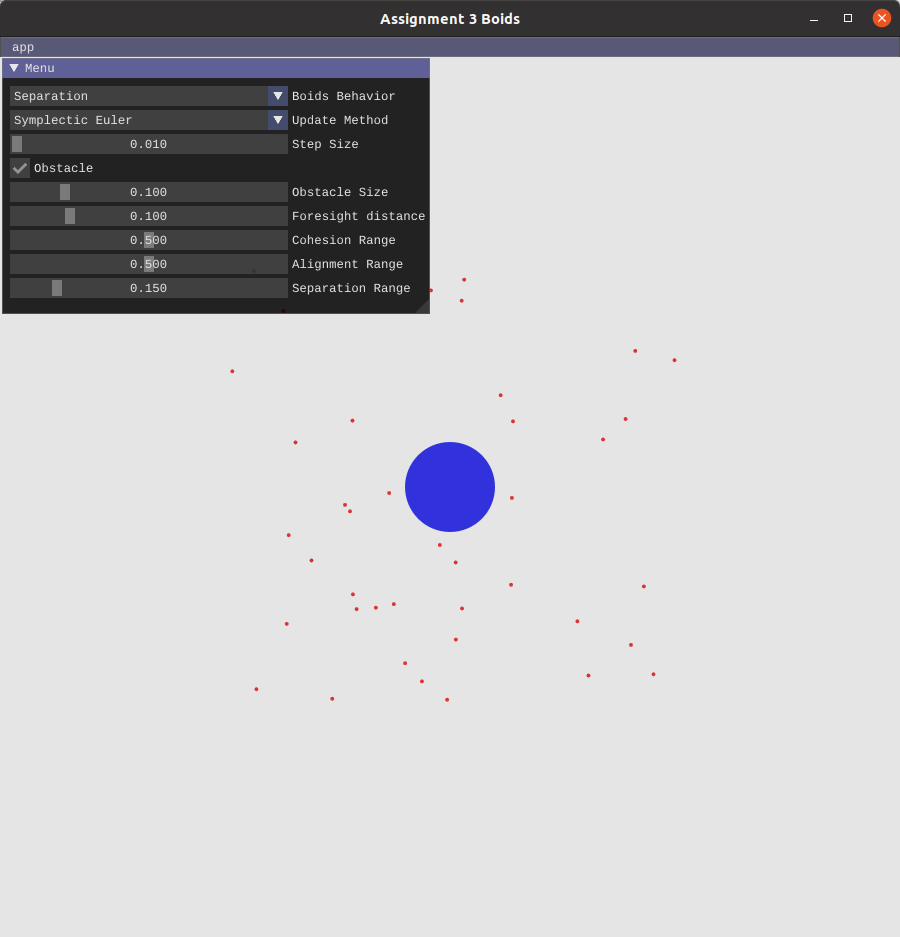 Assignment 3 Boids
app
Menu
Separation Boids Behavior
Symplectic Euler Update Method
0.010 Step Size
Obstacle
0.100 Obstacle Size
0.100 Foresight distance
0.500 Cohesion Range
0.500 Alignment Range
0.150 Separation Range